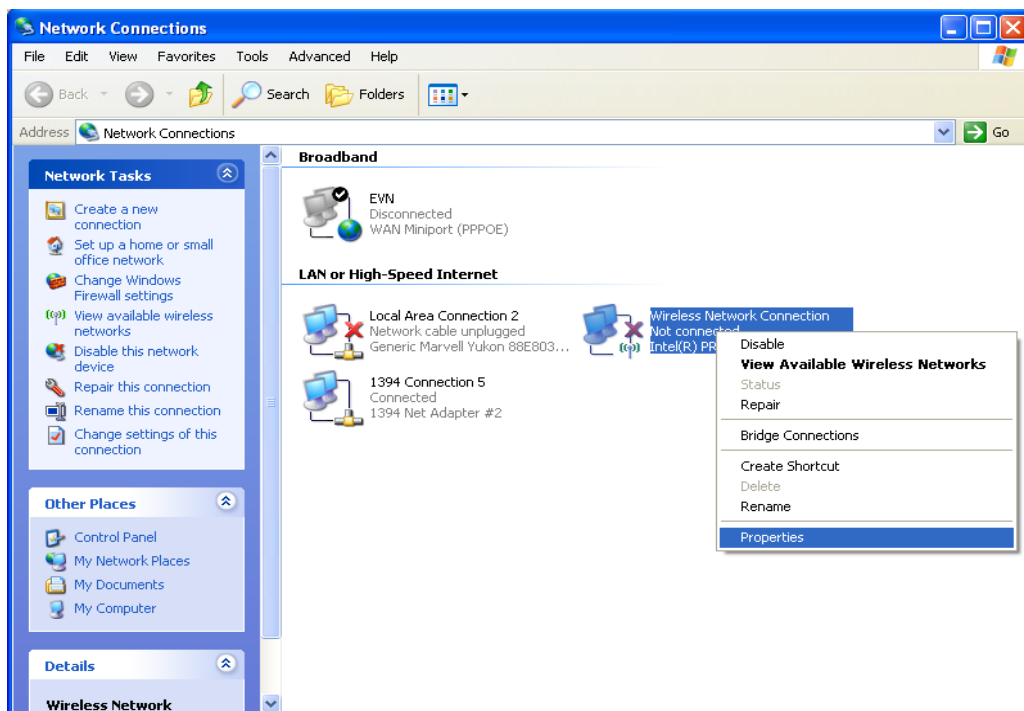 Network Connections
File Edit View Favorites Tools Advanced Help
Back Search Folders
Address Network Connections Go
Network Tasks
Create a new
connection
Set up a home or small
office network
Change Windows
Firewall settings
View available wireless
networks
Disable this network
device
Repair this connection
Rename this connection
Change settings of this
connection
Other Places
Control Panel
My Network Places
My Documents
My Computer
Details
Wireless Network
Broadband
EVN
Disconnected
WAN Miniport (PPPOE)
LAN or High-Speed Internet
Local Area Connection 2
Network cable unplugged
Generic Marvell Yukon 88E803...
Wireless Network Connection
Not connected
Intel(R) PR
1394 Connection 5
Connected
1394 Net Adapter #2
Disable
View Available Wireless Networks
Status
Repair
Bridge Connections
Create Shortcut
Delete
Rename
Properties